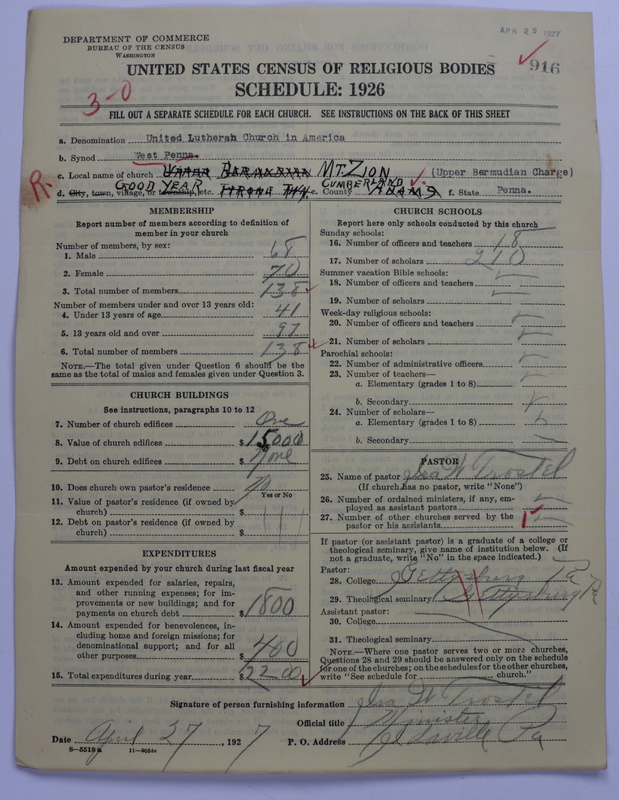 APR 29 1927
DEPARTMENT OF COMMERCE
BUREAU OF THE CENSUS
WASHINGTON
916
UNITED STATES CENSUS OF RELIGIOUS BODIES
SCHEDULE: 1926
3-0
FILL OUT A SEPARATE SCHEDULE FOR EACH CHURCH. SEE INSTRUCTIONS ON THE BACK OF THIS SHEET
a. Denomination United Lutheran Church in America
b. Synod West Penna.
c. Local name of church UPPER BERMUDIAN MT. ZION (Upper Bermudian Charge)
R.
GOOD YEAR CUMBERLAND
d. City, town, village, or township, etc. TYRONE TWP. e. County ADAMS f. State Penna.
MEMBERSHIP
Report number of members according to definition of
member in your church
Number of members, by sex:
1. Male 68
2. Female 70
3. Total number of members 138
Number of members under and over 13 years old:
4. Under 13 years of age 41
5. 13 years old and over 97
6. Total number of members 138
NOTE.—The total given under Question 6 should be
same as the total of males and females given under Question 3.
CHURCH BUILDINGS
See instructions, paragraphs 10 to 12
7. Number of church edifices One
8. Value of church edifices $ 15000
9. Debt on church edifices $ None
10. Does church own pastor's residence No
Yes or No
11. Value of pastor's residence (if owned by
church) $
12. Debt on pastor's residence (if owned by
church) $
EXPENDITURES
Amount expended by your church during last fiscal year
13. Amount expended for salaries, repairs,
and other running expenses; for im-
provements or new buildings; and for
payments on church debt $ 1800
14. Amount expended for benevolences, in-
cluding home and foreign missions; for
denominational support; and for all
other purposes $ 400
15. Total expenditures during year $ 2200
CHURCH SCHOOLS
Report here only schools conducted by this church
Sunday schools:
16. Number of officers and teachers 18
17. Number of scholars 210
Summer vacation Bible schools:
18. Number of officers and teachers
19. Number of scholars
Week-day religious schools:
20. Number of officers and teachers
21. Number of scholars
Parochial schools:
22. Number of administrative officers
23. Number of teachers—
a. Elementary (grades 1 to 8)
b. Secondary
24. Number of scholars—
a. Elementary (grades 1 to 8)
b. Secondary
PASTOR
25. Name of pastor Ira W Trostel
(If church has no pastor, write "None")
26. Number of ordained ministers, if any, em-
ployed as assistant pastors
27. Number of other churches served by the
pastor or his assistants
If pastor (or assistant pastor) is a graduate of a college or
theological seminary, give name of institution below. (If
not a graduate, write "No" in the space indicated.)
Pastor:
28. College Gettysburg Pa
29. Theological seminary Gettysburg Pa
Assistant pastor:
30. College
31. Theological seminary
NOTE.—Where one pastor serves two or more churches,
Questions 28 and 29 should be answered only on the schedule
for one of the churches; on the schedules for the other churches,
write "See schedule for church."
Signature of person furnishing information Ira W Trostel
Official title Minister
Date April 27, 1927 P. O. Address Idaville Pa